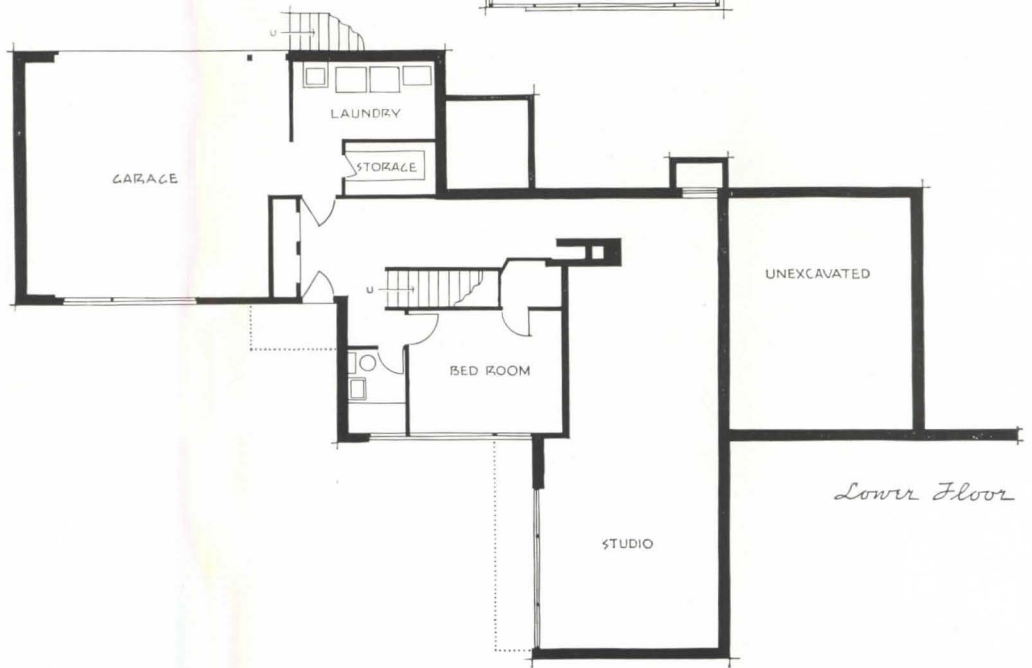 U
LAUNDRY
STORAGE
GARAGE
UNEXCAVATED
U
BED ROOM
Lower Floor
STUDIO